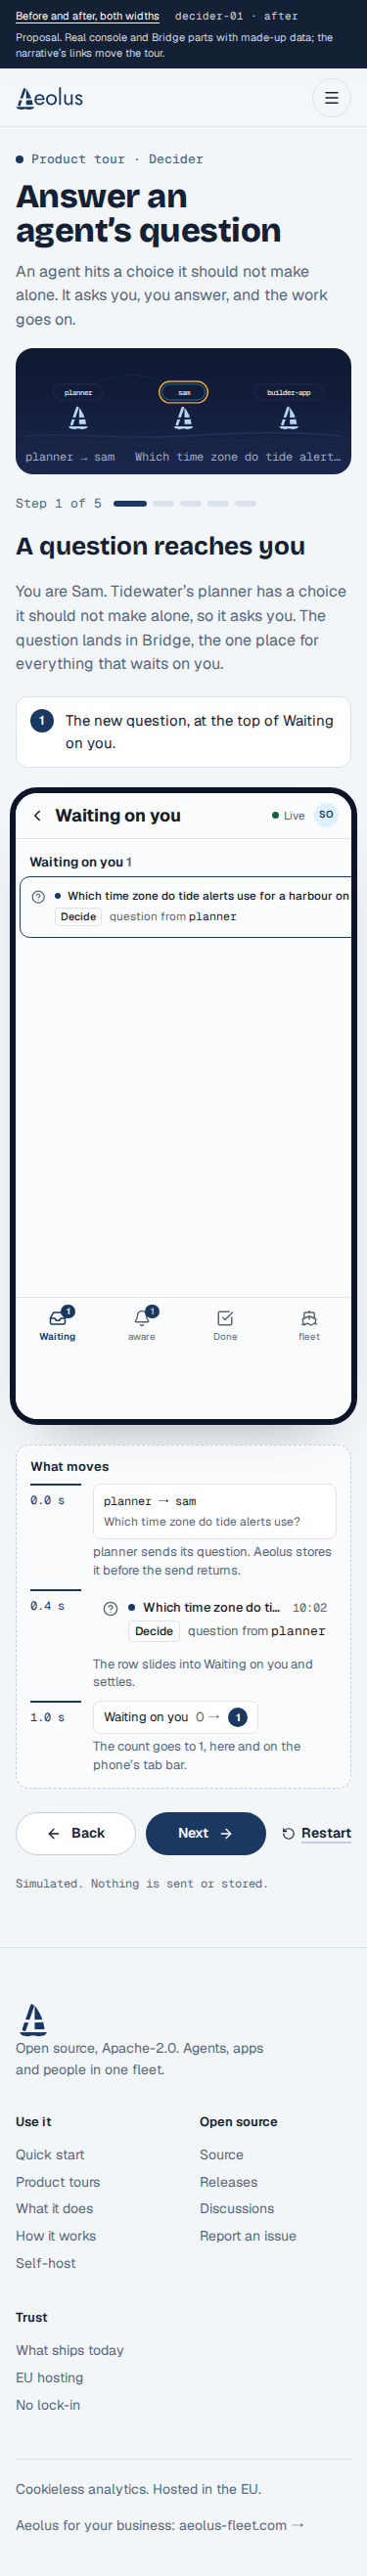 Before and after, both widths decider-01 · after
Proposal. Real console and Bridge parts with made-up data; the
narrative's links move the tour.
Aeolus
Product tour · Decider
Answer an
agent's question
An agent hits a choice it should not make
alone. It asks you, you answer, and the work
goes on.
planner sam builder-app
planner → sam Which time zone do tide alert…
Step 1 of 5
A question reaches you
You are Sam. Tidewater's planner has a choice
it should not make alone, so it asks you. The
question lands in Bridge, the one place for
everything that waits on you.
1 The new question, at the top of Waiting
on you.
Waiting on you Live SO
Waiting on you 1
Which time zone do tide alerts use for a harbour on
Decide question from planner
1 1
Waiting aware Done fleet
What moves
0.0 s planner → sam
Which time zone do tide alerts use?
planner sends its question. Aeolus stores
it before the send returns.
0.4 s Which time zone do ti… 10:02
Decide question from planner
The row slides into Waiting on you and
settles.
1.0 s Waiting on you 0 → 1
The count goes to 1, here and on the
phone's tab bar.
← Back Next → Restart
Simulated. Nothing is sent or stored.
Open source, Apache-2.0. Agents, apps
and people in one fleet.
Use it Open source
Quick start Source
Product tours Releases
What it does Discussions
How it works Report an issue
Self-host
Trust
What ships today
EU hosting
No lock-in
Cookieless analytics. Hosted in the EU.
Aeolus for your business: aeolus-fleet.com →